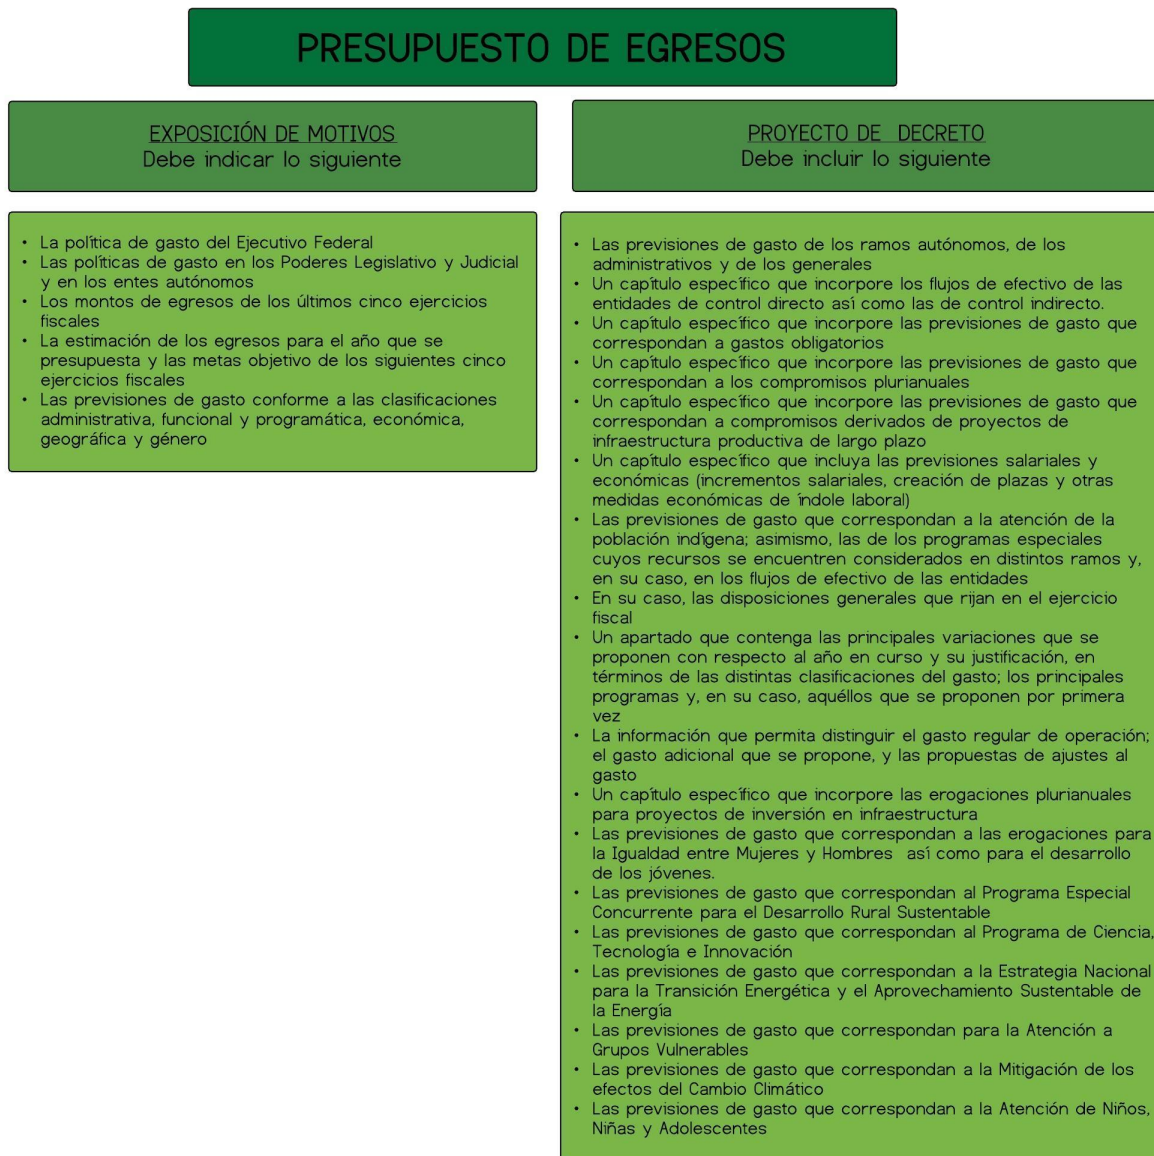 PRESUPUESTO DE EGRESOS
EXPOSICIÓN DE MOTIVOS
Debe indicar lo siguiente
• La política de gasto del Ejecutivo Federal
• Las políticas de gasto en los Poderes Legislativo y Judicial
y en los entes autónomos
• Los montos de egresos de los últimos cinco ejercicios
fiscales
• La estimación de los egresos para el año que se
presupuesta y las metas objetivo de los siguientes cinco
ejercicios fiscales
• Las previsiones de gasto conforme a las clasificaciones
administrativa, funcional y programática, económica,
geográfica y género
PROYECTO DE DECRETO
Debe incluir lo siguiente
• Las previsiones de gasto de los ramos autónomos, de los
administrativos y de los generales
• Un capítulo específico que incorpore los flujos de efectivo de las
entidades de control directo así como las de control indirecto.
• Un capítulo específico que incorpore las previsiones de gasto que
correspondan a gastos obligatorios
• Un capítulo específico que incorpore las previsiones de gasto que
correspondan a los compromisos plurianuales
• Un capítulo específico que incorpore las previsiones de gasto que
correspondan a compromisos derivados de proyectos de
infraestructura productiva de largo plazo
• Un capítulo específico que incluya las previsiones salariales y
económicas (incrementos salariales, creación de plazas y otras
medidas económicas de índole laboral)
• Las previsiones de gasto que correspondan a la atención de la
población indígena; asimismo, las de los programas especiales
cuyos recursos se encuentren considerados en distintos ramos y,
en su caso, en los flujos de efectivo de las entidades
• En su caso, las disposiciones generales que rijan en el ejercicio
fiscal
• Un apartado que contenga las principales variaciones que se
proponen con respecto al año en curso y su justificación, en
términos de las distintas clasificaciones del gasto; los principales
programas y, en su caso, aquéllos que se proponen por primera
vez
• La información que permita distinguir el gasto regular de operación;
el gasto adicional que se propone, y las propuestas de ajustes al
gasto
• Un capítulo específico que incorpore las erogaciones plurianuales
para proyectos de inversión en infraestructura
• Las previsiones de gasto que correspondan a las erogaciones para
la Igualdad entre Mujeres y Hombres así como para el desarrollo
de los jóvenes.
• Las previsiones de gasto que correspondan al Programa Especial
Concurrente para el Desarrollo Rural Sustentable
• Las previsiones de gasto que correspondan al Programa de Ciencia,
Tecnología e Innovación
• Las previsiones de gasto que correspondan a la Estrategia Nacional
para la Transición Energética y el Aprovechamiento Sustentable de
la Energía
• Las previsiones de gasto que correspondan para la Atención a
Grupos Vulnerables
• Las previsiones de gasto que correspondan a la Mitigación de los
efectos del Cambio Climático
• Las previsiones de gasto que correspondan a la Atención de Niños,
Niñas y Adolescentes